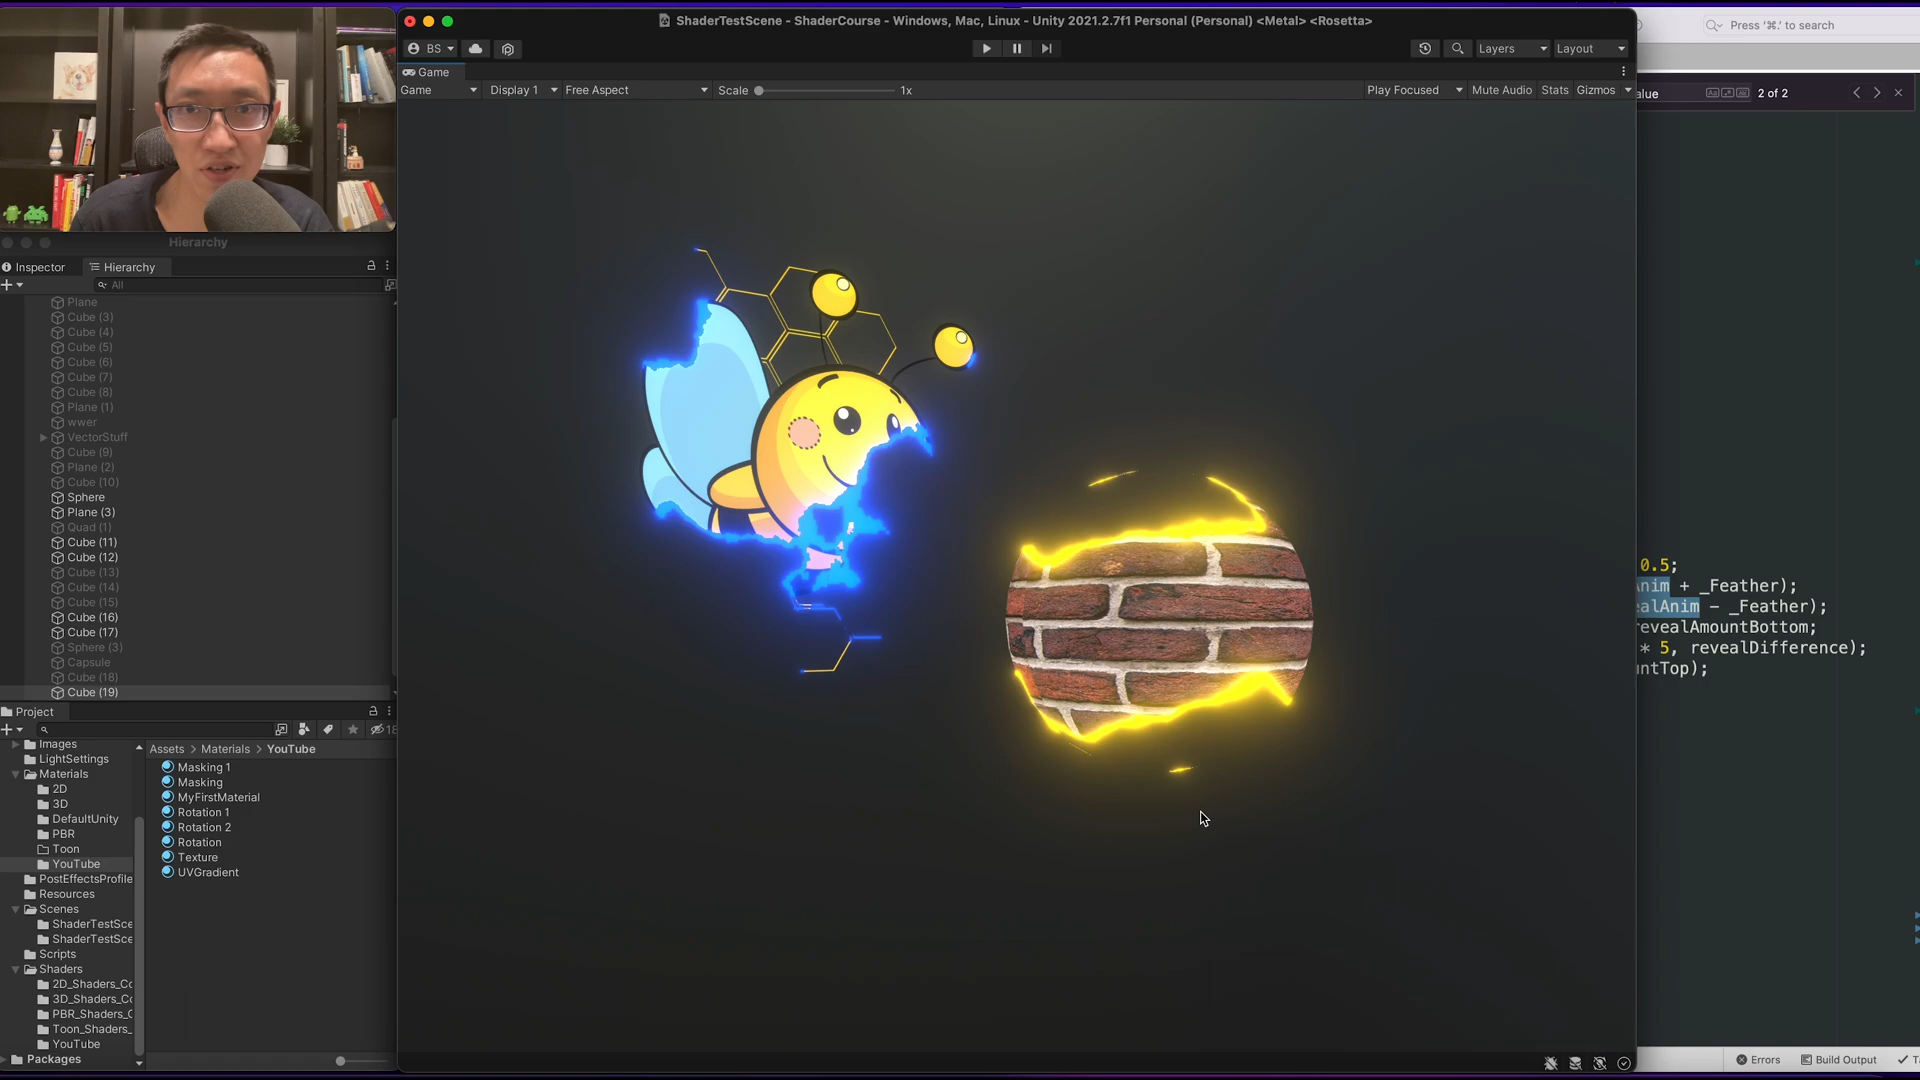 ShaderTestScene - ShaderCourse - Windows, Mac, Linux - Unity 2021.2.7f1 Personal (Personal) <Metal> <Rosetta>
Press '⌘.' to search
BS
Layers
Layout
Game
Game
Display 1
Free Aspect
Scale
1x
Play Focused
Mute Audio
Stats
Gizmos
alue
2 of 2
Hierarchy
Inspector
Hierarchy
All
Plane
Cube (3)
Cube (4)
Cube (5)
Cube (6)
Cube (7)
Cube (8)
Plane (1)
wwer
VectorStuff
Cube (9)
Plane (2)
Cube (10)
Sphere
Plane (3)
Quad (1)
Cube (11)
Cube (12)
Cube (13)
Cube (14)
Cube (15)
Cube (16)
Cube (17)
Sphere (3)
Capsule
Cube (18)
Cube (19)
0.5;
Anim + _Feather);
ealAnim - _Feather);
revealAmountBottom;
* 5, revealDifference);
untTop);
Project
18
Images
LightSettings
Materials
2D
3D
DefaultUnity
PBR
Toon
YouTube
PostEffectsProfile
Resources
Scenes
ShaderTestSce
ShaderTestSce
Scripts
Shaders
2D_Shaders_Co
3D_Shaders_Co
PBR_Shaders_C
Toon_Shaders_
YouTube
Packages
Assets > Materials > YouTube
Masking 1
Masking
MyFirstMaterial
Rotation 1
Rotation 2
Rotation
Texture
UVGradient
Errors
Build Output